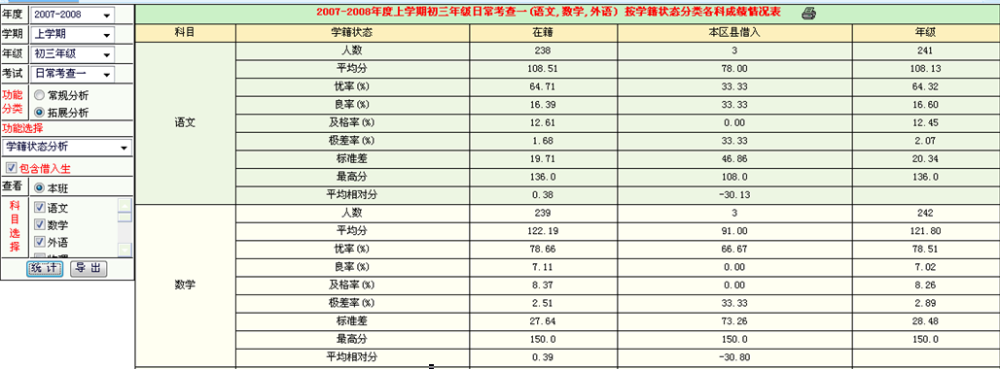 2007-2008年度上学期初三年级日常考查一(语文,数学,外语) 按学籍状态分类各科成绩情况表
年度 2007-2008
学期 上学期
年级 初三年级
考试 日常考查一
功能分类 常规分析
拓展分析
功能选择
学籍状态分析
包含借入生
查看 本班
科目选择 语文
数学
外语
统计 导出
科目 学籍状态 在籍 本区县借入 年级
语文
人数 238 3 241
平均分 108.51 78.00 108.13
优率(%) 64.71 33.33 64.32
良率(%) 16.39 33.33 16.60
及格率(%) 12.61 0.00 12.45
极差率(%) 1.68 33.33 2.07
标准差 19.71 46.86 20.34
最高分 136.0 108.0 136.0
平均相对分 0.38 -30.13
数学
人数 239 3 242
平均分 122.19 91.00 121.80
优率(%) 78.66 66.67 78.51
良率(%) 7.11 0.00 7.02
及格率(%) 8.37 0.00 8.26
极差率(%) 2.51 33.33 2.89
标准差 27.64 73.26 28.48
最高分 150.0 150.0 150.0
平均相对分 0.39 -30.80